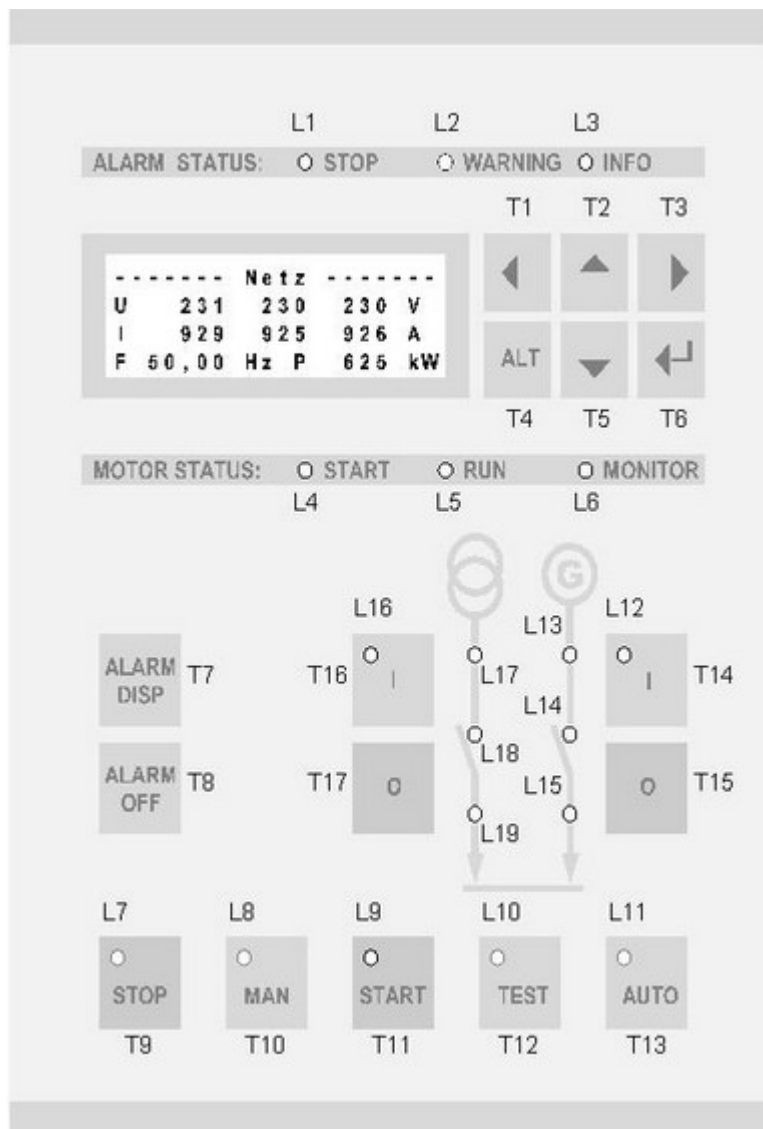 L1 L2 L3
ALARM STATUS: STOP WARNING INFO
T1 T2 T3
------- Netz -------
U 231 230 230 V
I 929 925 926 A
F 50,00 Hz P 625 kW
ALT
T4 T5 T6
MOTOR STATUS: START RUN MONITOR
L4 L5 L6
G
L16 L13 L12
ALARM DISP T7 T16 I L17 I T14
L14
L18
ALARM OFF T8 T17 O L15 O T15
L19
L7 L8 L9 L10 L11
STOP MAN START TEST AUTO
T9 T10 T11 T12 T13